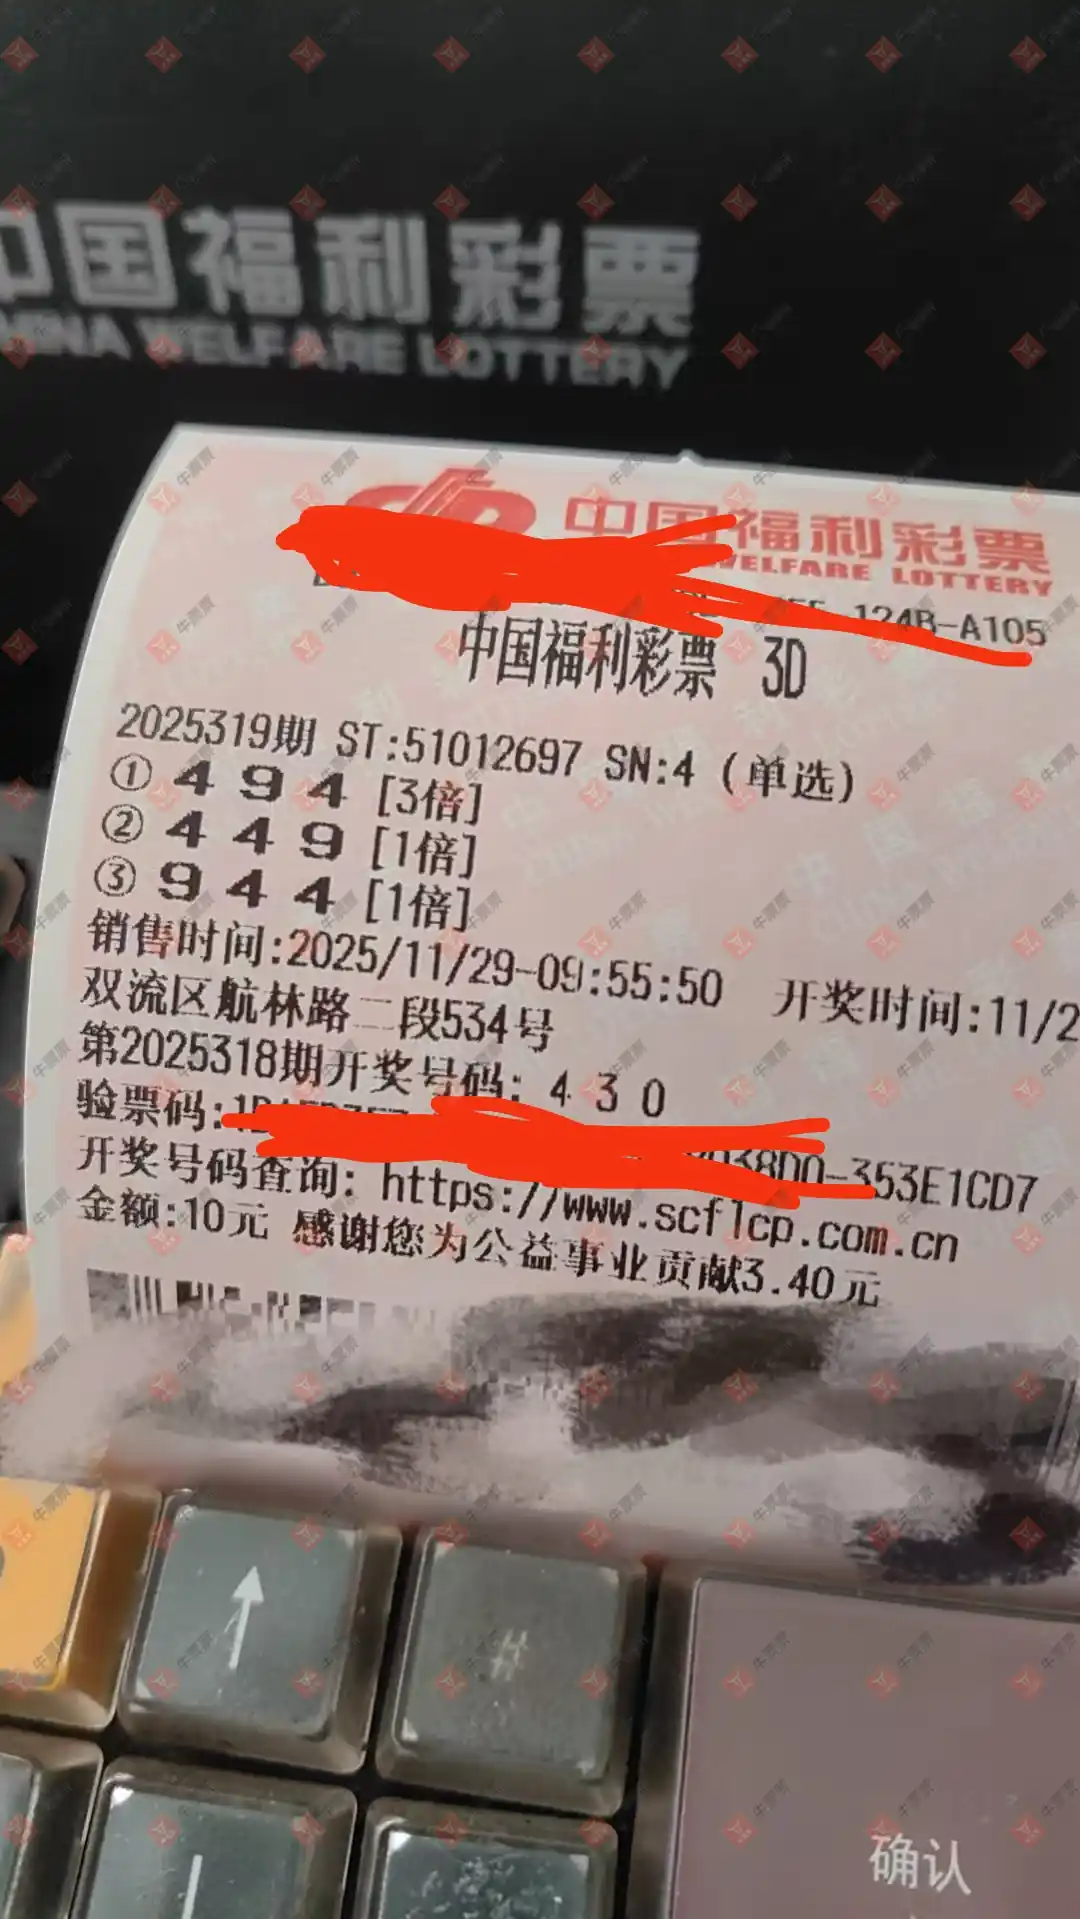 中国福利彩票
CHINA WELFARE LOTTERY
中国福利彩票
WELFARE LOTTERY
124B-A105
中国福利彩票 3D
2025319期 ST:51012697 SN:4 (单选)
① 4 9 4 [3倍]
② 4 4 9 [1倍]
③ 9 4 4 [1倍]
销售时间:2025/11/29-09:55:50 开奖时间:11/2
双流区航林路二段534号
第2025318期开奖号码: 4 3 0
验票码: 353E1CD7
开奖号码查询: https://www.scflcp.com.cn
金额:10元 感谢您为公益事业贡献3.40元
↑
#
确认
牛票票